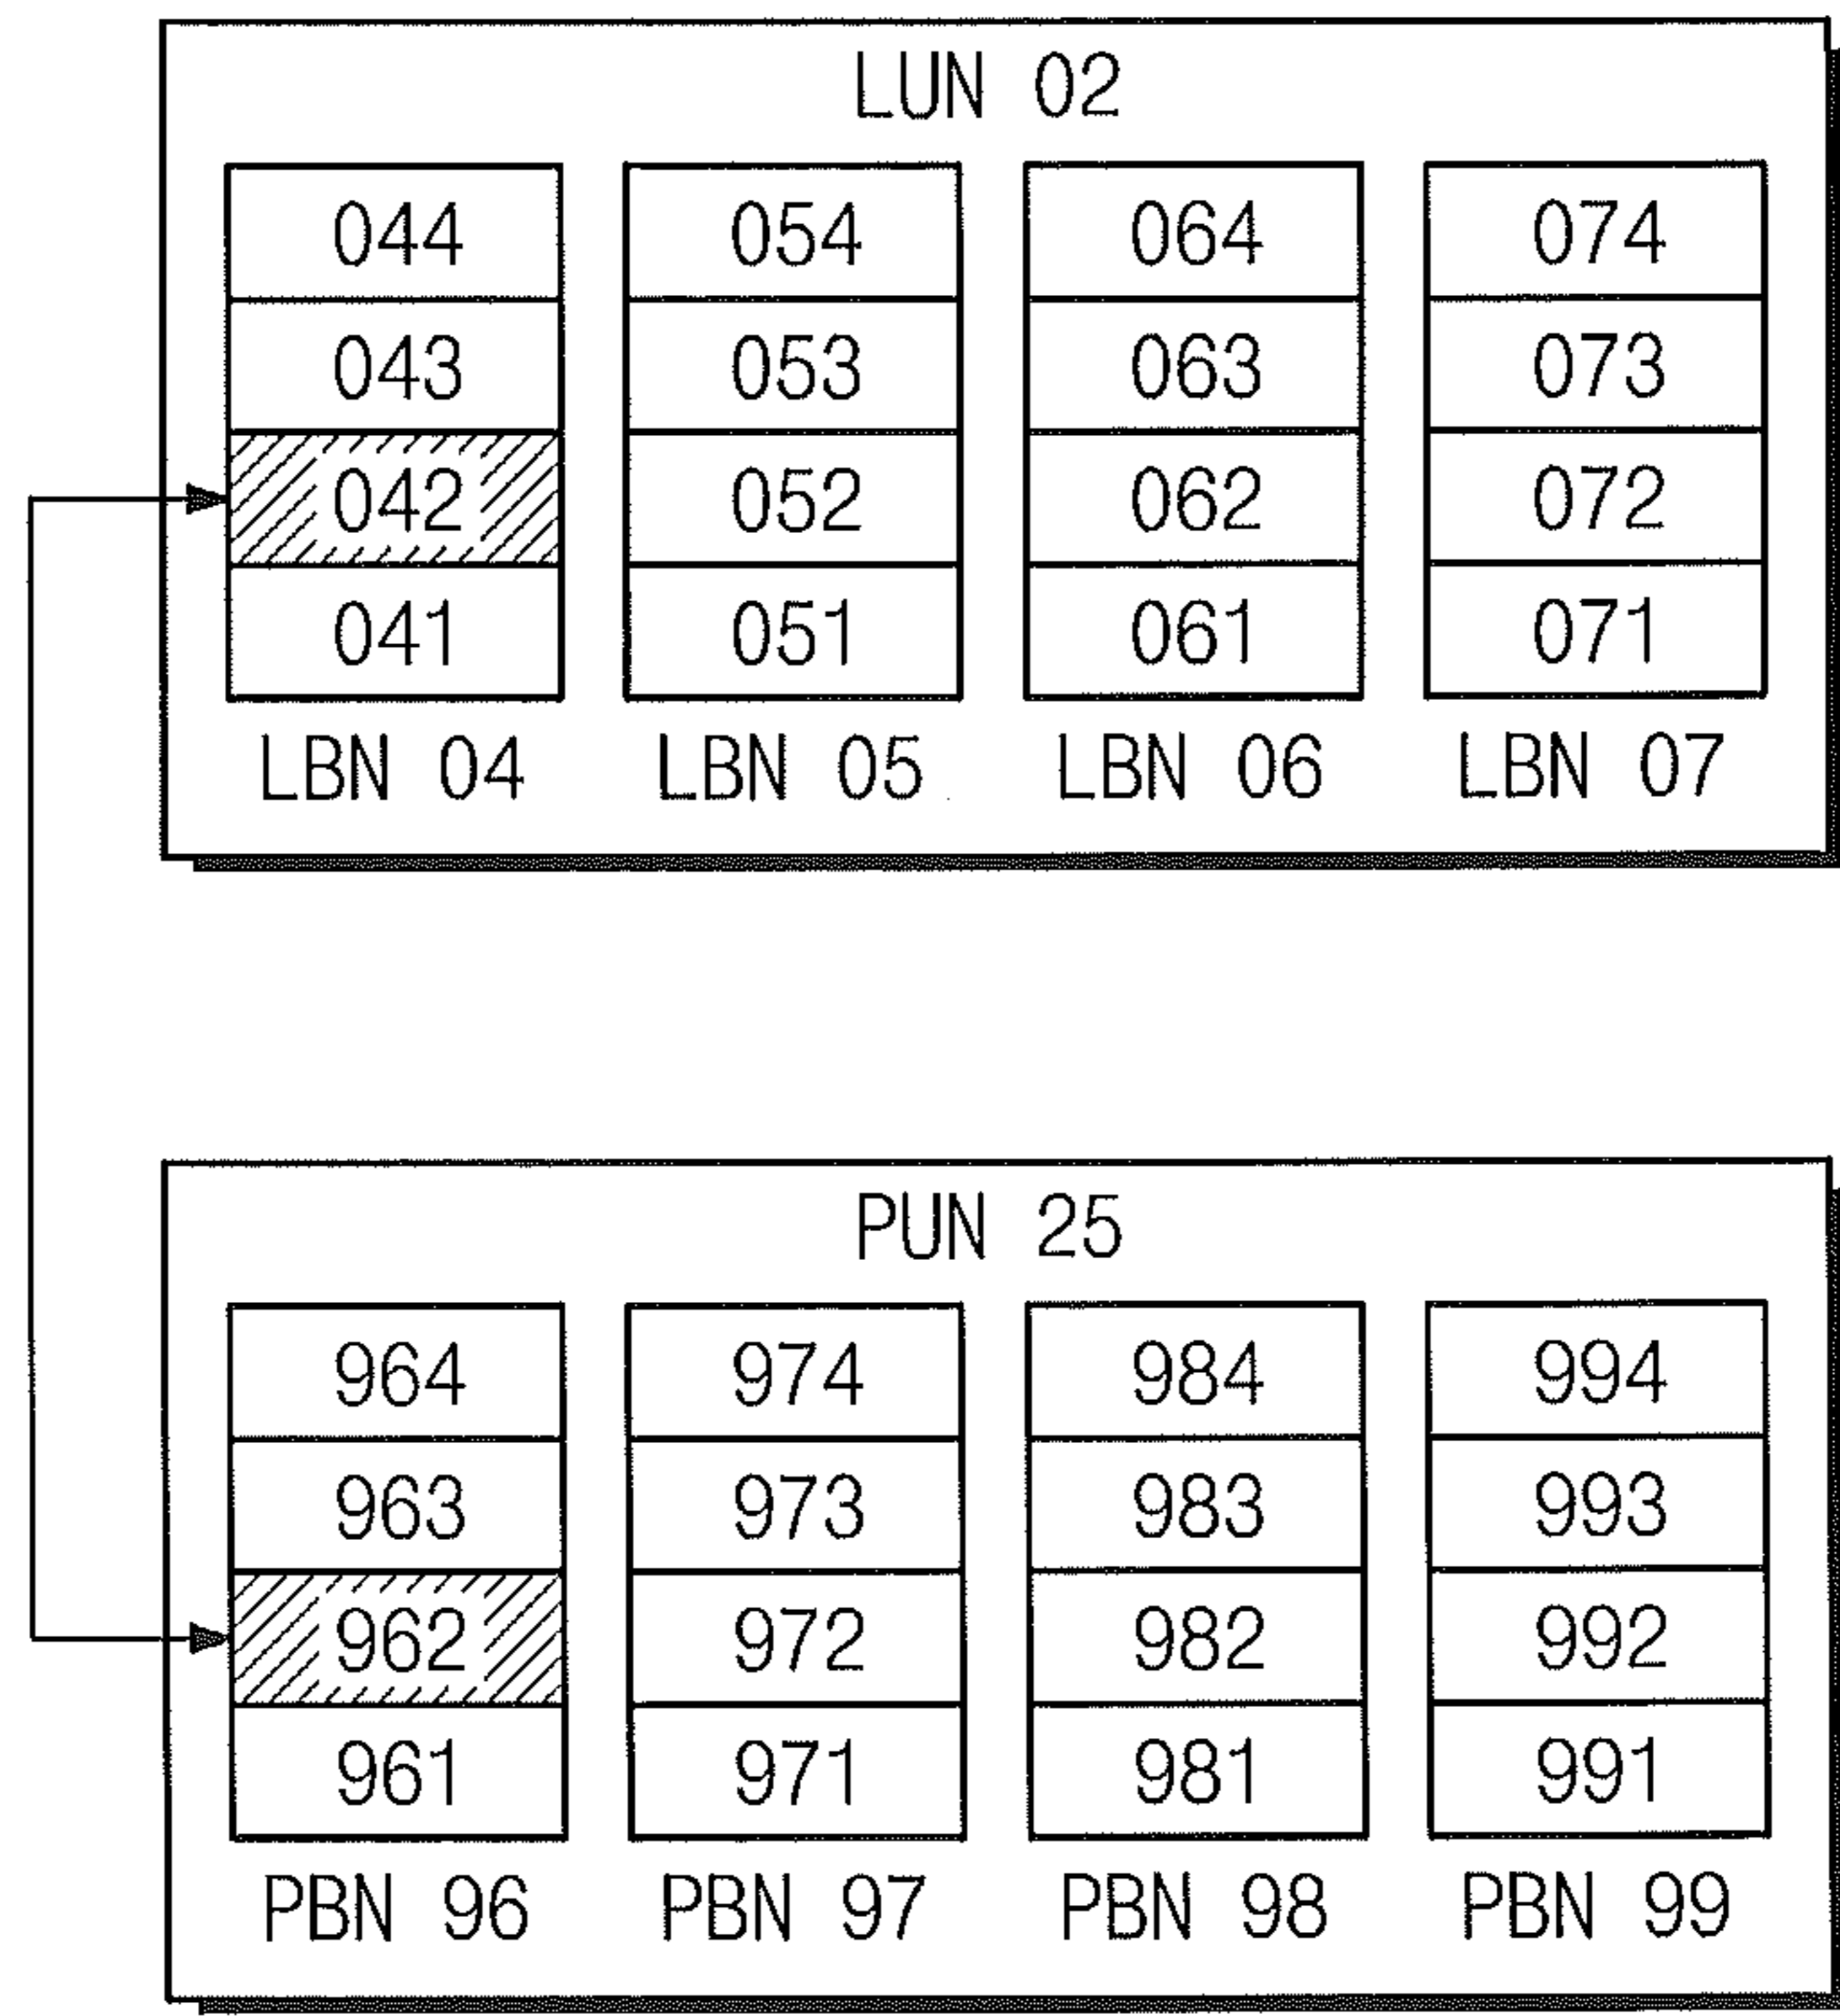 LUN 02
044 054 064 074
043 053 063 073
042 052 062 072
041 051 061 071
LBN 04 LBN 05 LBN 06 LBN 07
PUN 25
964 974 984 994
963 973 983 993
962 972 982 992
961 971 981 991
PBN 96 PBN 97 PBN 98 PBN 99